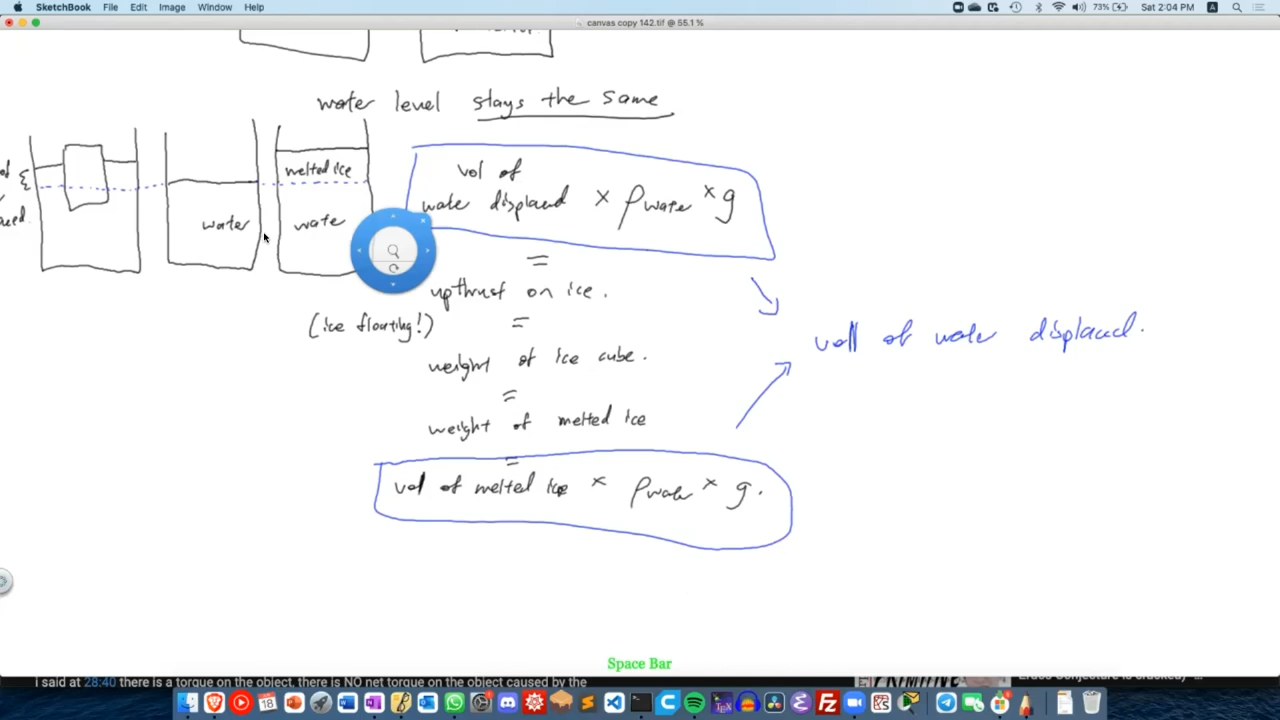 SketchBook File Edit Image Window Help
73% Sat 2:04 PM
canvas copy 142.tif @ 55.1 %
water level stays the same
of
melted ice
water
water
vol of
water displaced × ρwater × g
=
upthrust on ice.
(ice floating!)
=
weight of ice cube.
=
weight of melted ice
=
vol of melted ice × ρwater × g.
voll of water displaced.
Space Bar
I said at 28:40 there is a torque on the object, there is NO net torque on the object caused by the